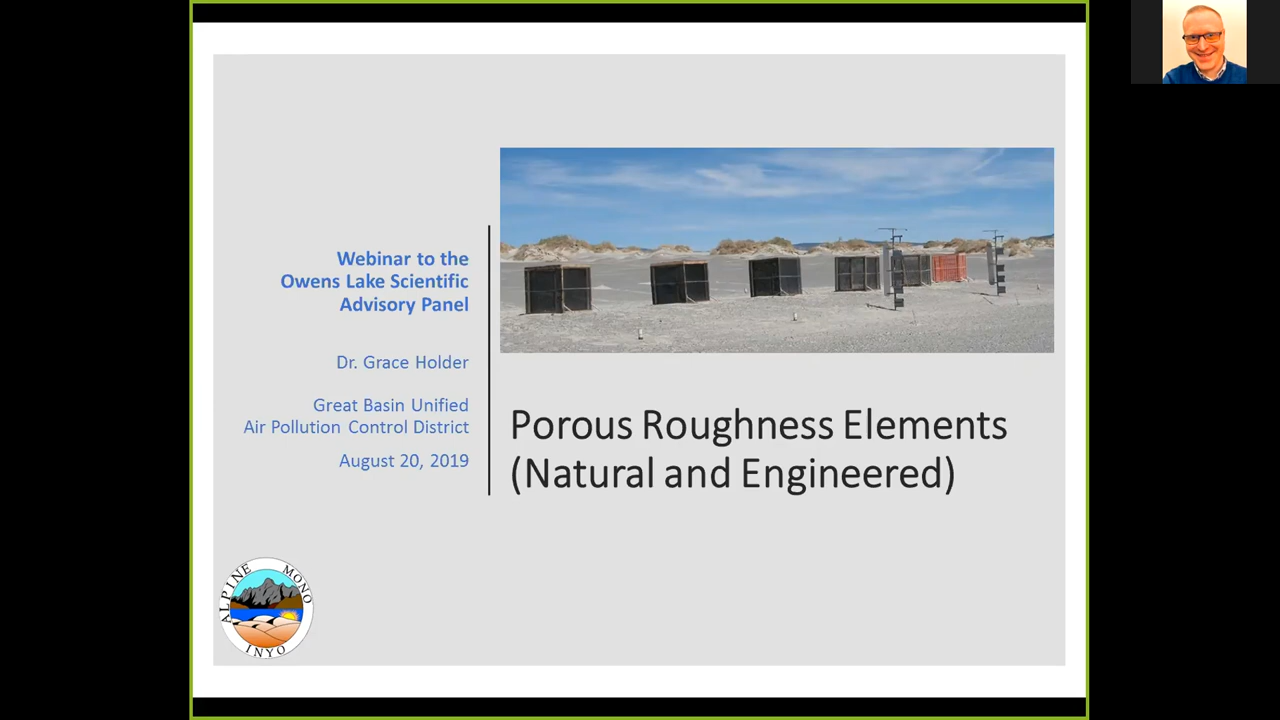 Webinar to the
Owens Lake Scientific
Advisory Panel
Dr. Grace Holder
Great Basin Unified
Air Pollution Control District
August 20, 2019
Porous Roughness Elements
(Natural and Engineered)
ALPINE MONO
INYO